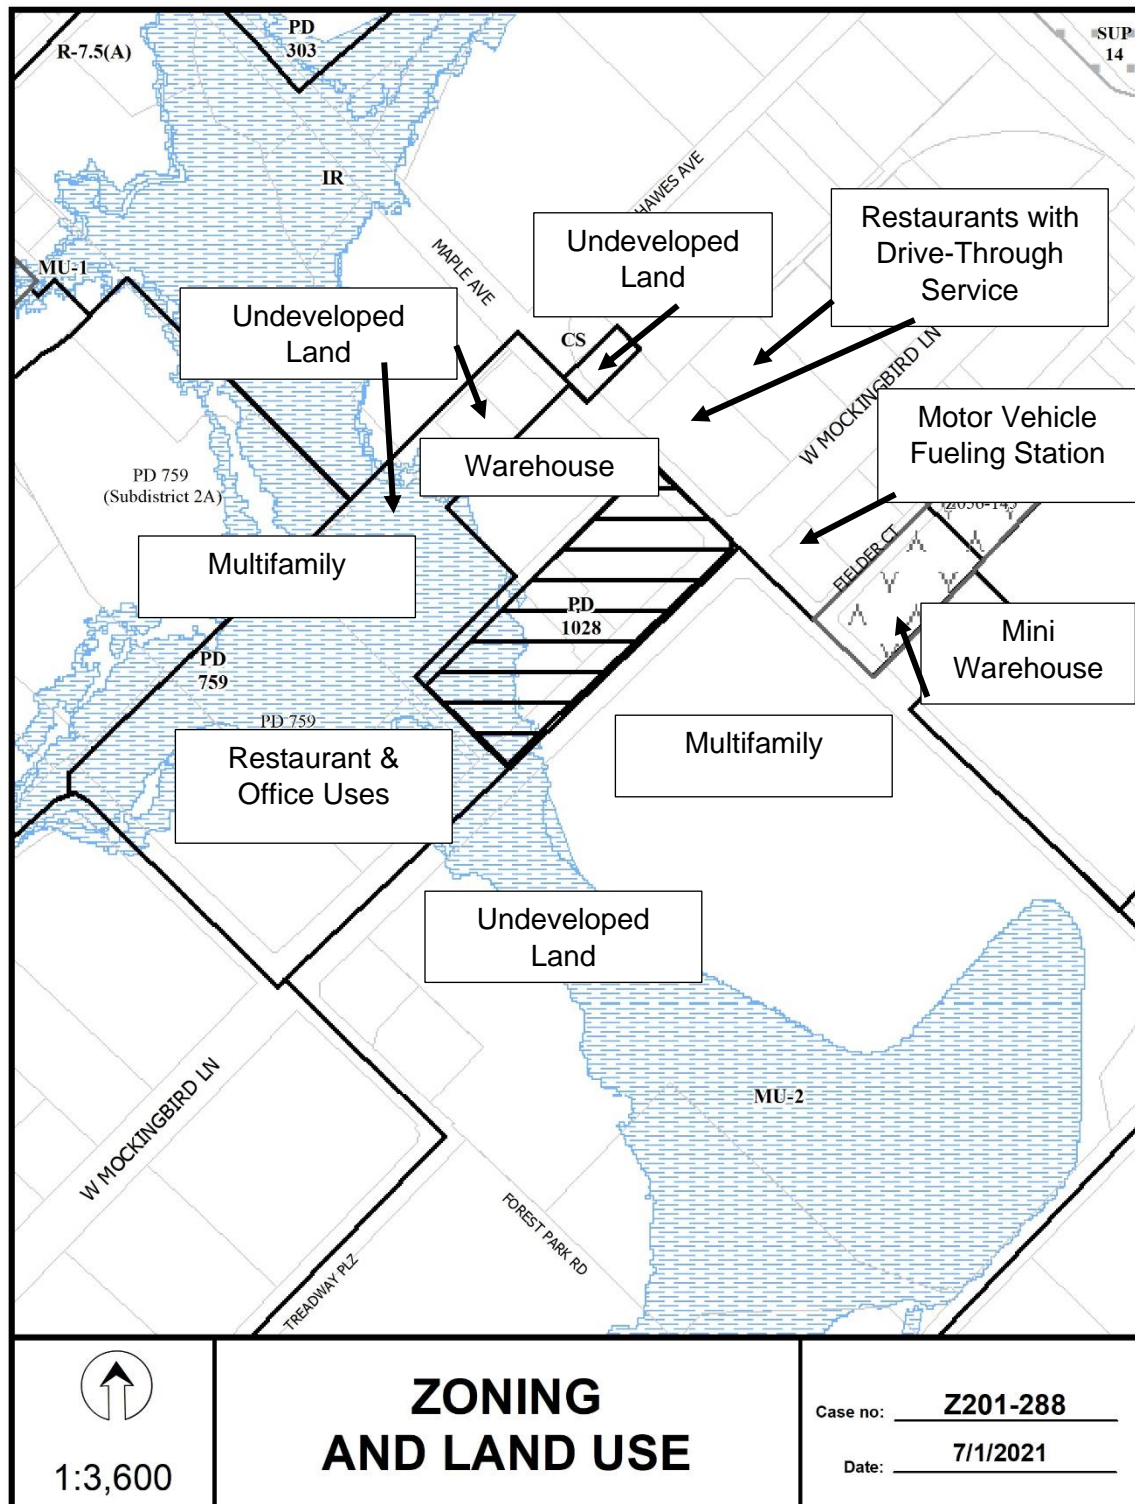 PD
303
R-7.5(A)
SUP
14
IR
HAWES AVE
MAPLE AVE
Undeveloped
Land
Restaurants with
Drive-Through
Service
MU-1
Undeveloped
Land
CS
W MOCKINGBIRD LN
Motor Vehicle
Fueling Station
Warehouse
PD 759
(Subdistrict 2A)
FIELDER CT
Multifamily
PD
1028
Mini
Warehouse
PD
759
PD 759
Restaurant &
Office Uses
Multifamily
Undeveloped
Land
MU-2
W MOCKINGBIRD LN
FOREST PARK RD
TREADWAY PLZ
1:3,600
ZONING
AND LAND USE
Case no: Z201-288
Date: 7/1/2021